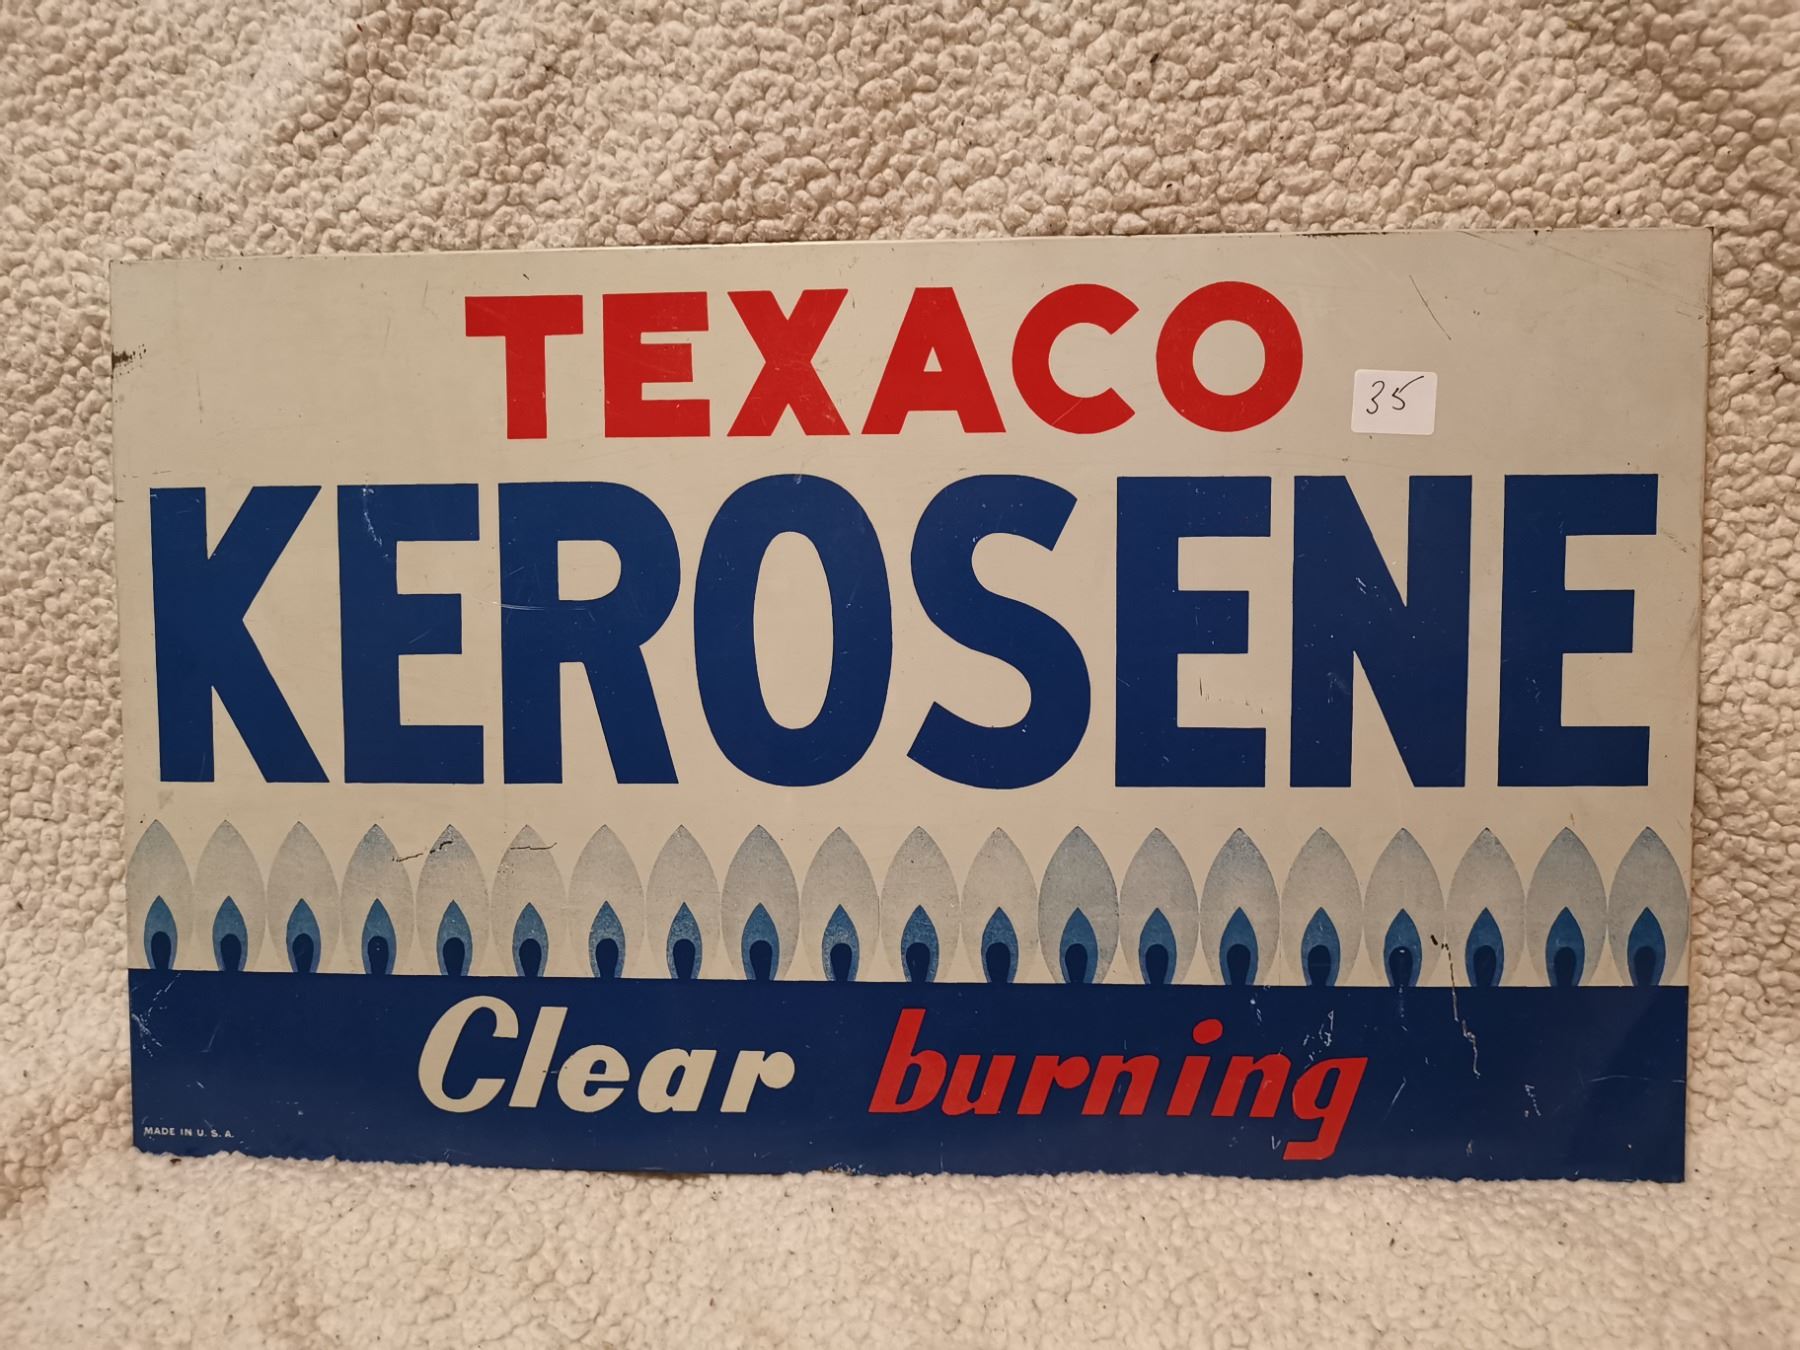 TEXACO
35
KEROSENE
Clear burning
MADE IN U. S. A.